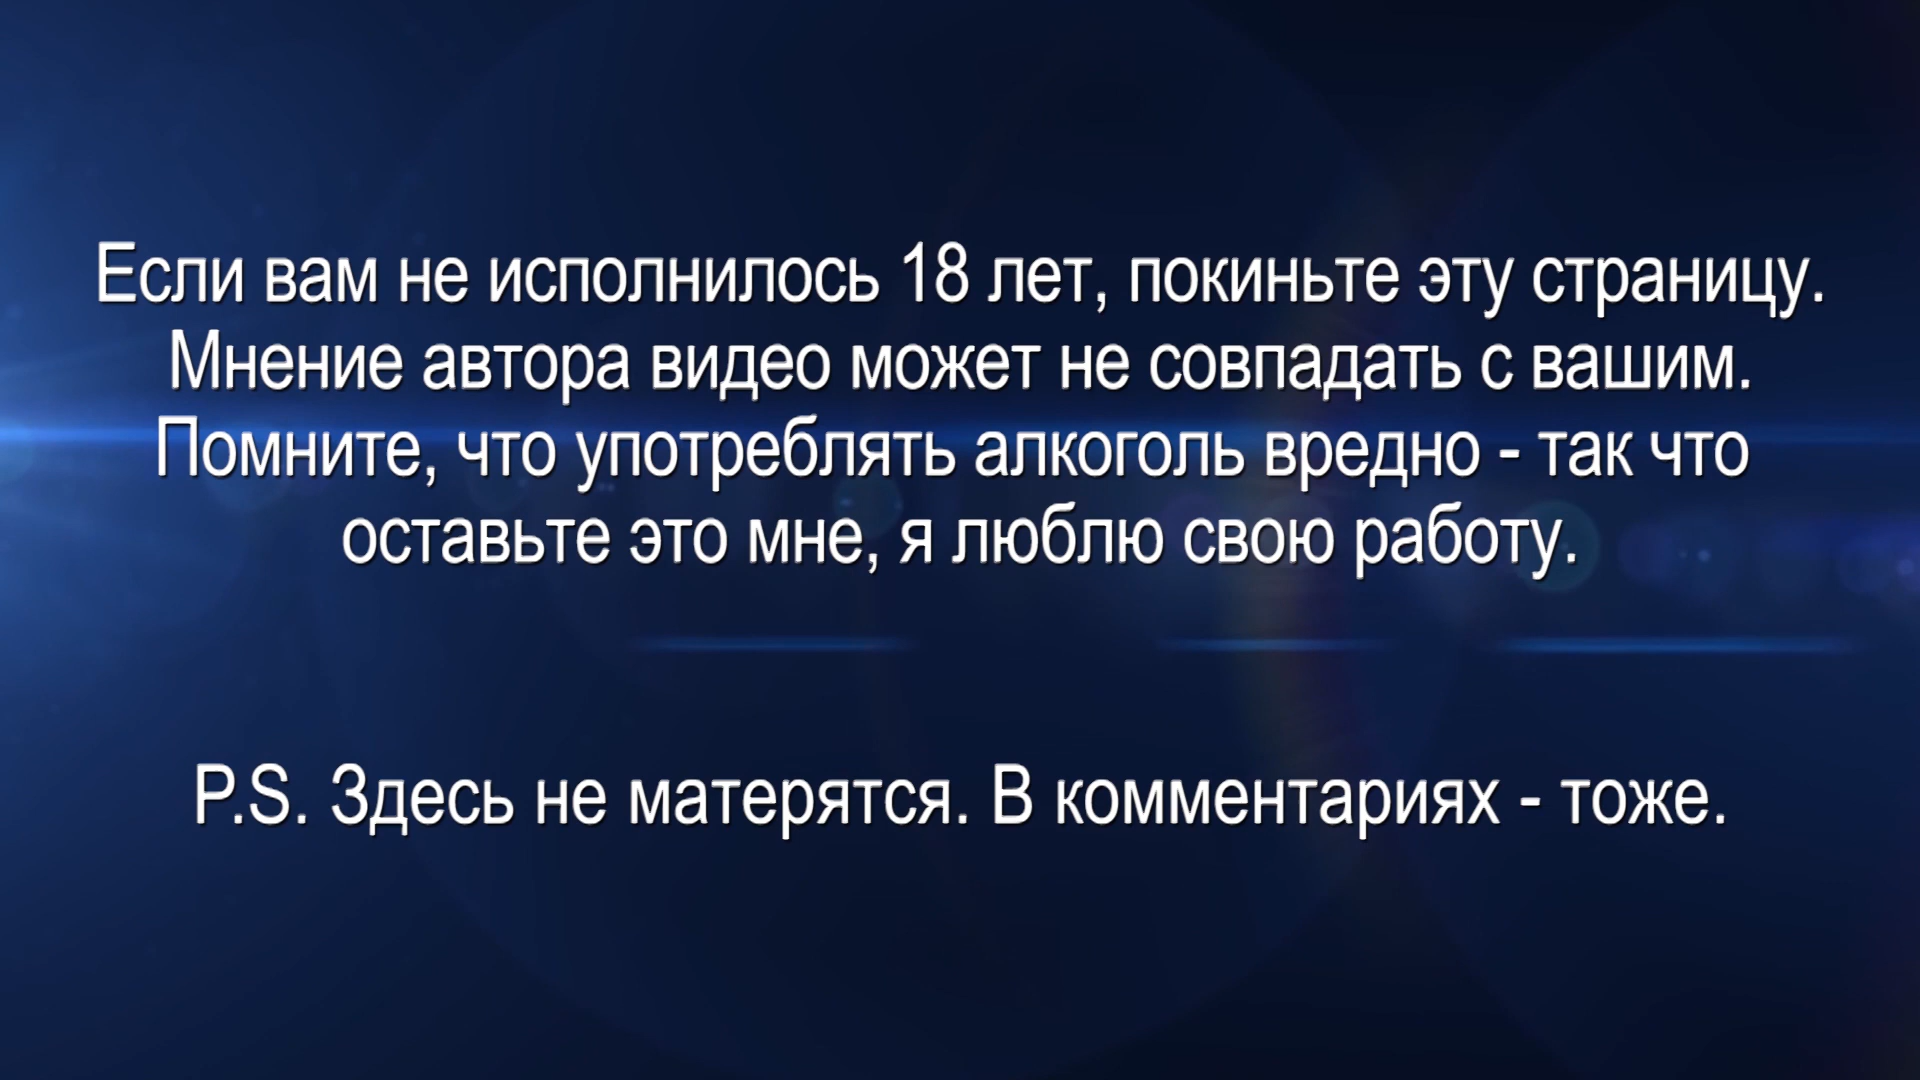 Если вам не исполнилось 18 лет, покиньте эту страницу.
Мнение автора видео может не совпадать с вашим.
Помните, что употреблять алкоголь вредно - так что
оставьте это мне, я люблю свою работу.
P.S. Здесь не матерятся. В комментариях - тоже.